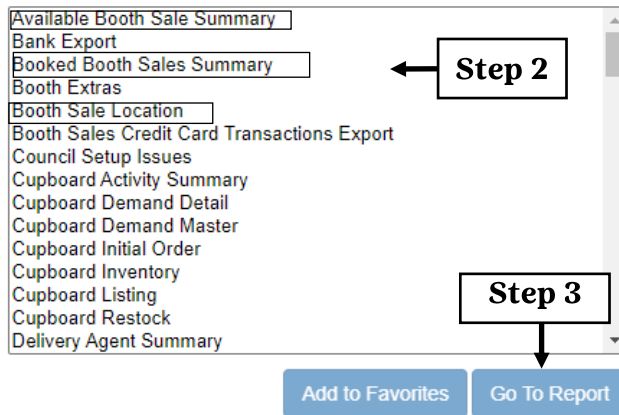 Available Booth Sale Summary
Bank Export
Booked Booth Sales Summary
Step 2
Booth Extras
Booth Sale Location
Booth Sales Credit Card Transactions Export
Council Setup Issues
Cupboard Activity Summary
Cupboard Demand Detail
Cupboard Demand Master
Cupboard Initial Order
Cupboard Inventory
Cupboard Listing
Step 3
Cupboard Restock
Delivery Agent Summary
Add to Favorites
Go To Report